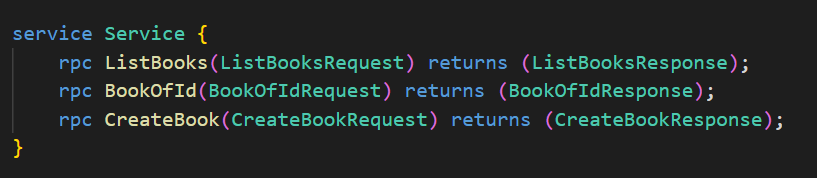 service Service {
    rpc ListBooks(ListBooksRequest) returns (ListBooksResponse);
    rpc BookOfId(BookOfIdRequest) returns (BookOfIdResponse);
    rpc CreateBook(CreateBookRequest) returns (CreateBookResponse);
}